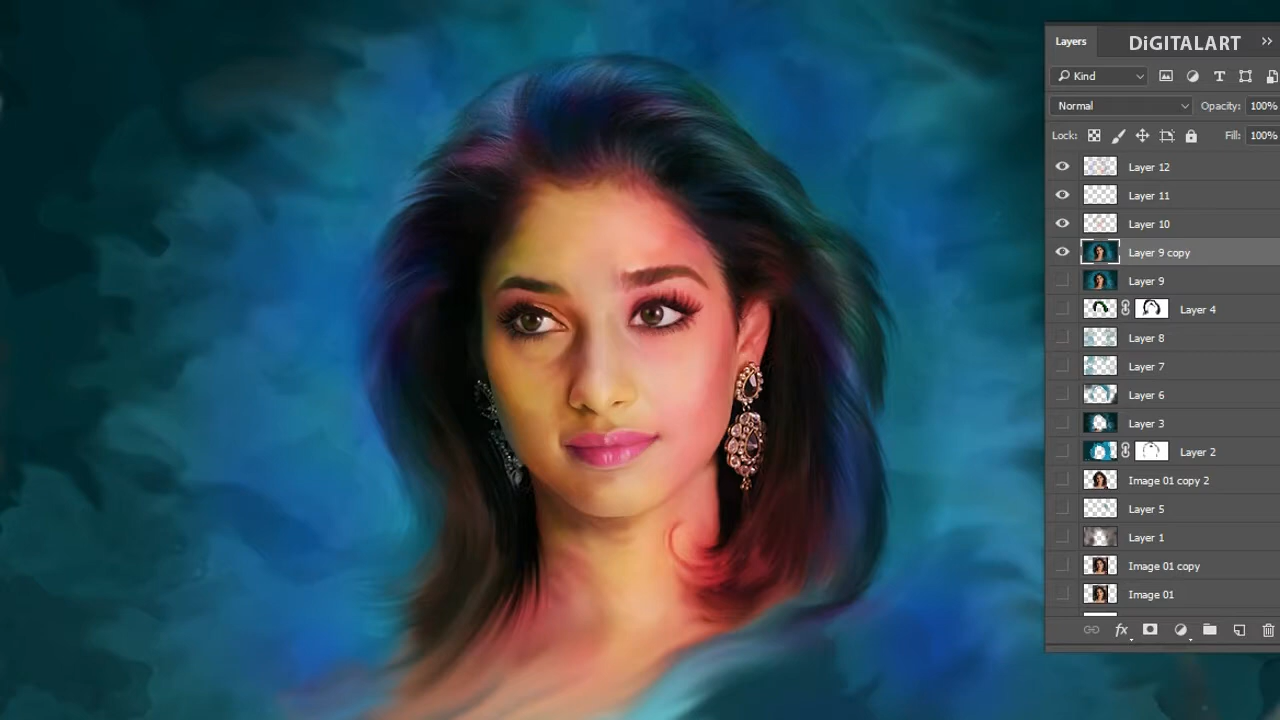 Layers
DiGITALART
Kind
T
Normal
Opacity: 100%
Lock:
Fill: 100%
Layer 12
Layer 11
Layer 10
Layer 9 copy
Layer 9
Layer 4
Layer 8
Layer 7
Layer 6
Layer 3
Layer 2
Image 01 copy 2
Layer 5
Layer 1
Image 01 copy
Image 01
fx